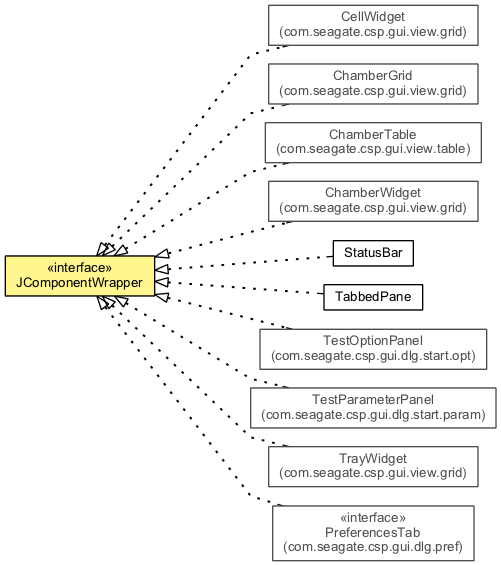 CellWidget
(com.seagate.csp.gui.view.grid)
ChamberGrid
(com.seagate.csp.gui.view.grid)
ChamberTable
(com.seagate.csp.gui.view.table)
ChamberWidget
(com.seagate.csp.gui.view.grid)
«interface»
JComponentWrapper
StatusBar
TabbedPane
TestOptionPanel
(com.seagate.csp.gui.dlg.start.opt)
TestParameterPanel
(com.seagate.csp.gui.dlg.start.param)
TrayWidget
(com.seagate.csp.gui.view.grid)
«interface»
PreferencesTab
(com.seagate.csp.gui.dlg.pref)